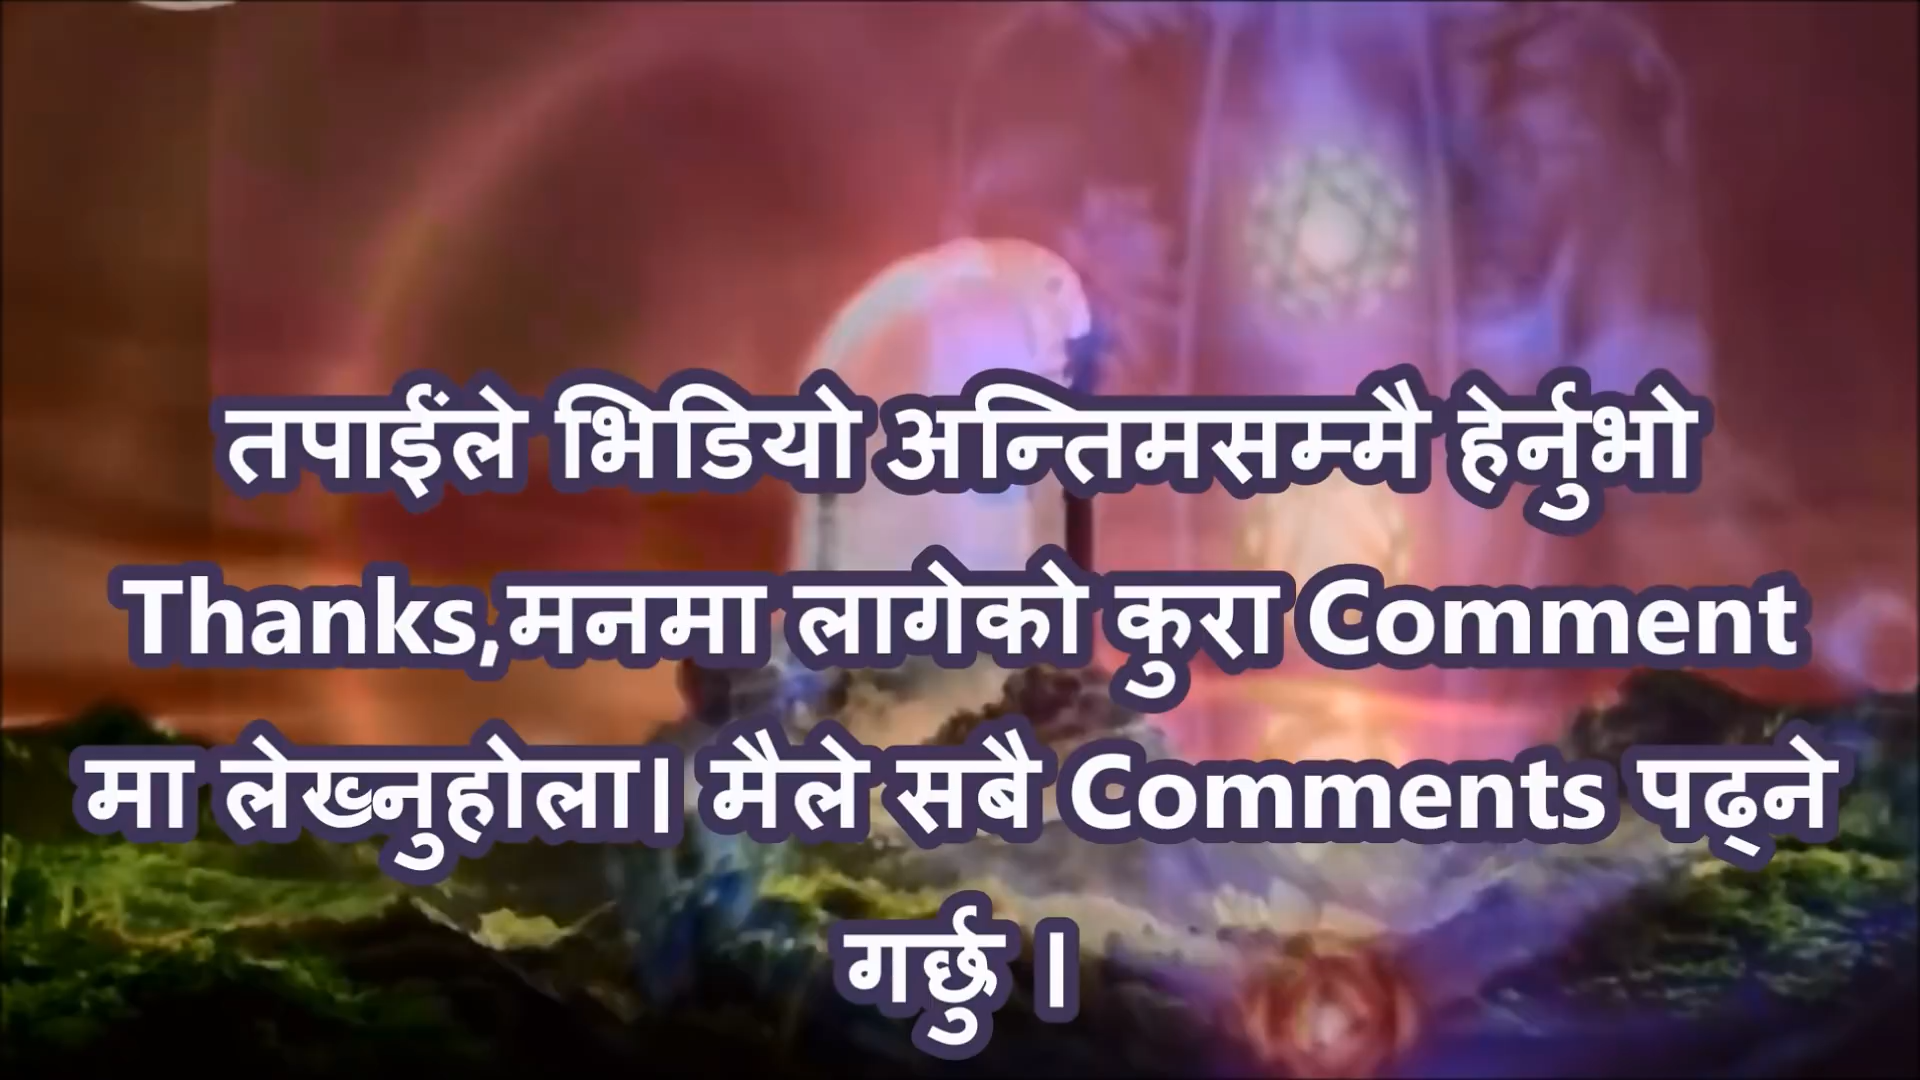 तपाईंले भिडियो अन्तिमसम्मै हेर्नुभो
Thanks,मनमा लागेको कुरा Comment
मा लेख्नुहोला। मैले सबै Comments पढ्ने
गर्छु ।